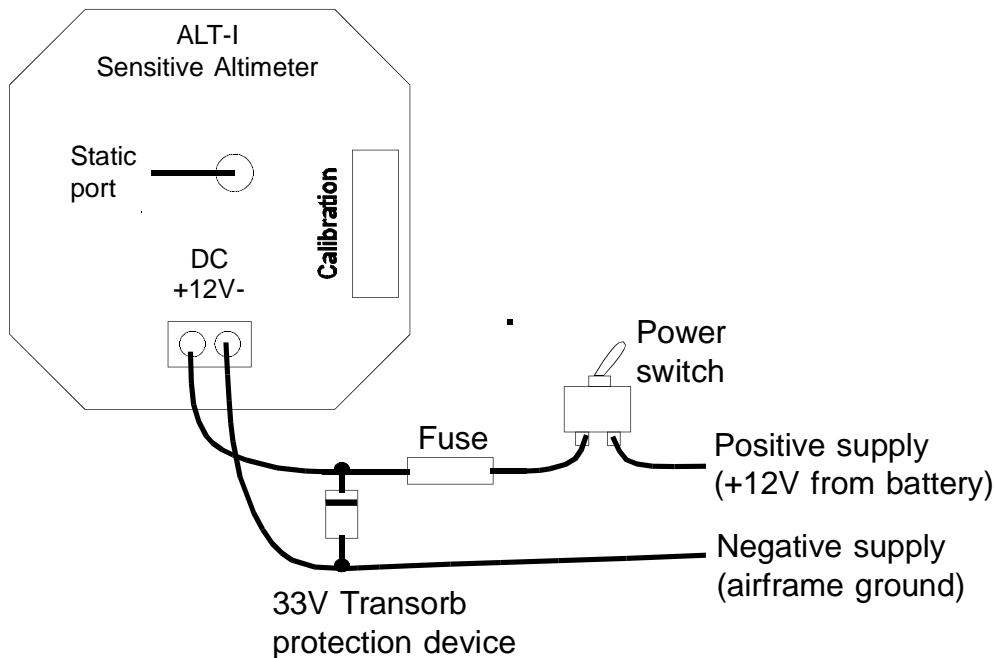 ALT-I
Sensitive Altimeter
Static
port
Calibration
DC
+12V-
Power
switch
Fuse
Positive supply
(+12V from battery)
Negative supply
(airframe ground)
33V Transorb
protection device